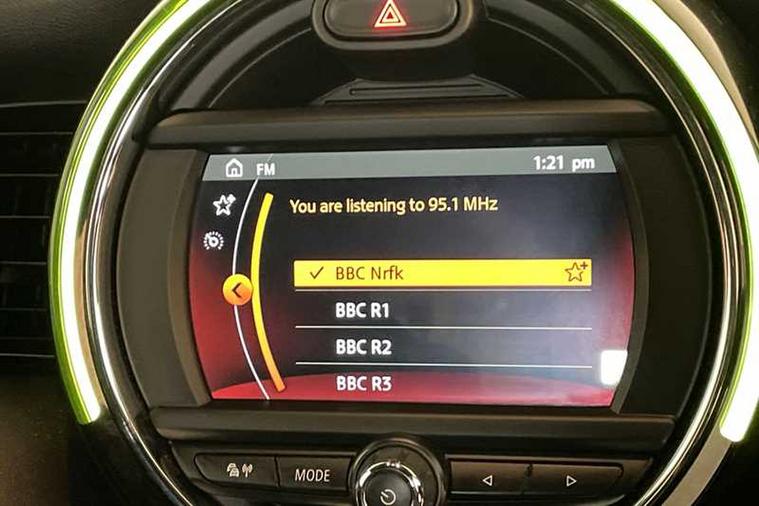 FM 1:21 pm
You are listening to 95.1 MHz
BBC Nrfk
BBC R1
BBC R2
BBC R3
MODE